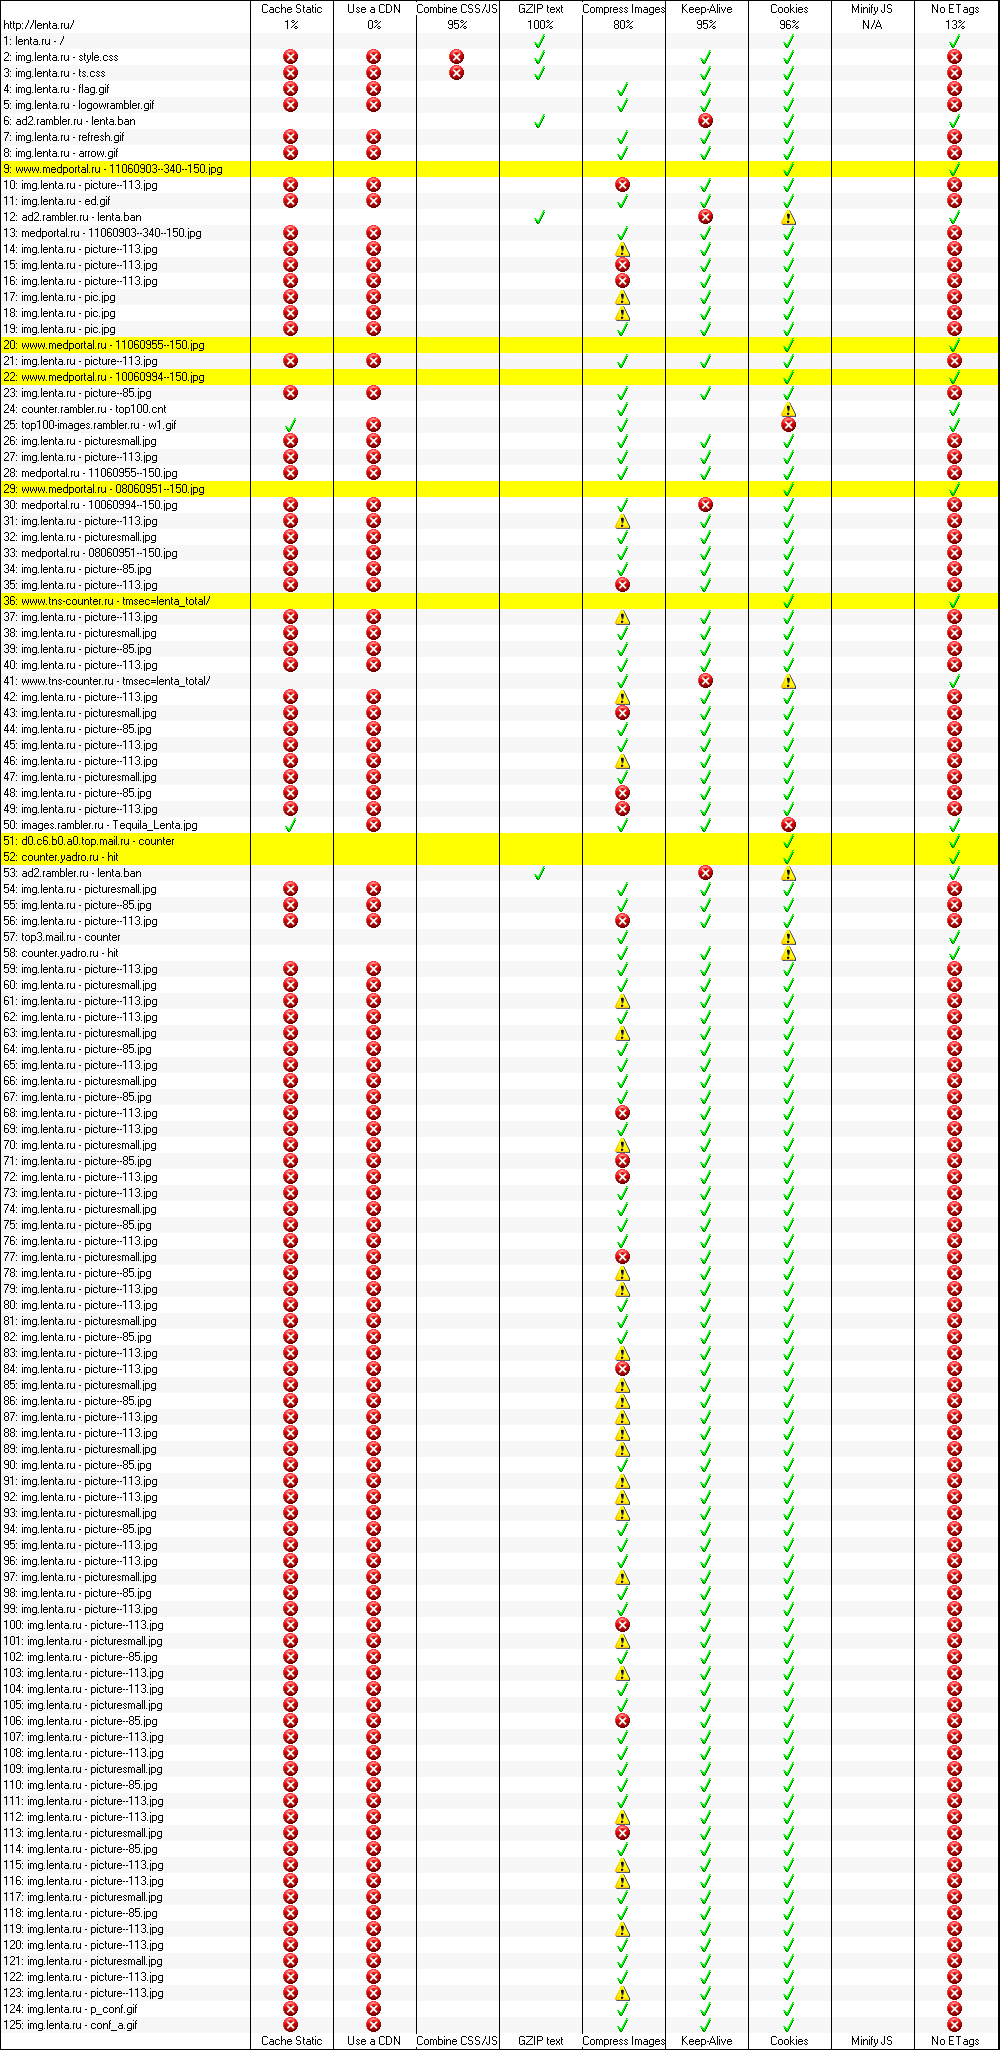 Cache Static Use a CDN Combine CSS/JS GZIP text Compress Images Keep-Alive Cookies Minify JS No ETags
http://lenta.ru/ 1% 0% 95% 100% 80% 95% 96% N/A 13%
1: lenta.ru - /
2: img.lenta.ru - style.css
3: img.lenta.ru - ts.css
4: img.lenta.ru - flag.gif
5: img.lenta.ru - logowrambler.gif
6: ad2.rambler.ru - lenta.ban
7: img.lenta.ru - refresh.gif
8: img.lenta.ru - arrow.gif
9: www.medportal.ru - 11060903--340--150.jpg
10: img.lenta.ru - picture--113.jpg
11: img.lenta.ru - ed.gif
12: ad2.rambler.ru - lenta.ban
13: medportal.ru - 11060903--340--150.jpg
14: img.lenta.ru - picture--113.jpg
15: img.lenta.ru - picture--113.jpg
16: img.lenta.ru - picture--113.jpg
17: img.lenta.ru - pic.jpg
18: img.lenta.ru - pic.jpg
19: img.lenta.ru - pic.jpg
20: www.medportal.ru - 11060955--150.jpg
21: img.lenta.ru - picture--113.jpg
22: www.medportal.ru - 10060994--150.jpg
23: img.lenta.ru - picture--85.jpg
24: counter.rambler.ru - top100.cnt
25: top100-images.rambler.ru - w1.gif
26: img.lenta.ru - picturesmall.jpg
27: img.lenta.ru - picture--113.jpg
28: medportal.ru - 11060955--150.jpg
29: www.medportal.ru - 08060951--150.jpg
30: medportal.ru - 10060994--150.jpg
31: img.lenta.ru - picture--113.jpg
32: img.lenta.ru - picturesmall.jpg
33: medportal.ru - 08060951--150.jpg
34: img.lenta.ru - picture--85.jpg
35: img.lenta.ru - picture--113.jpg
36: www.tns-counter.ru - tmsec=lenta_total/
37: img.lenta.ru - picture--113.jpg
38: img.lenta.ru - picturesmall.jpg
39: img.lenta.ru - picture--85.jpg
40: img.lenta.ru - picture--113.jpg
41: www.tns-counter.ru - tmsec=lenta_total/
42: img.lenta.ru - picture--113.jpg
43: img.lenta.ru - picturesmall.jpg
44: img.lenta.ru - picture--85.jpg
45: img.lenta.ru - picture--113.jpg
46: img.lenta.ru - picture--113.jpg
47: img.lenta.ru - picturesmall.jpg
48: img.lenta.ru - picture--85.jpg
49: img.lenta.ru - picture--113.jpg
50: images.rambler.ru - Tequila_Lenta.jpg
51: d0.c6.b0.a0.top.mail.ru - counter
52: counter.yadro.ru - hit
53: ad2.rambler.ru - lenta.ban
54: img.lenta.ru - picturesmall.jpg
55: img.lenta.ru - picture--85.jpg
56: img.lenta.ru - picture--113.jpg
57: top3.mail.ru - counter
58: counter.yadro.ru - hit
59: img.lenta.ru - picture--113.jpg
60: img.lenta.ru - picturesmall.jpg
61: img.lenta.ru - picture--113.jpg
62: img.lenta.ru - picture--113.jpg
63: img.lenta.ru - picturesmall.jpg
64: img.lenta.ru - picture--85.jpg
65: img.lenta.ru - picture--113.jpg
66: img.lenta.ru - picturesmall.jpg
67: img.lenta.ru - picture--85.jpg
68: img.lenta.ru - picture--113.jpg
69: img.lenta.ru - picture--113.jpg
70: img.lenta.ru - picturesmall.jpg
71: img.lenta.ru - picture--85.jpg
72: img.lenta.ru - picture--113.jpg
73: img.lenta.ru - picture--113.jpg
74: img.lenta.ru - picturesmall.jpg
75: img.lenta.ru - picture--85.jpg
76: img.lenta.ru - picture--113.jpg
77: img.lenta.ru - picturesmall.jpg
78: img.lenta.ru - picture--85.jpg
79: img.lenta.ru - picture--113.jpg
80: img.lenta.ru - picture--113.jpg
81: img.lenta.ru - picturesmall.jpg
82: img.lenta.ru - picture--85.jpg
83: img.lenta.ru - picture--113.jpg
84: img.lenta.ru - picture--113.jpg
85: img.lenta.ru - picturesmall.jpg
86: img.lenta.ru - picture--85.jpg
87: img.lenta.ru - picture--113.jpg
88: img.lenta.ru - picture--113.jpg
89: img.lenta.ru - picturesmall.jpg
90: img.lenta.ru - picture--85.jpg
91: img.lenta.ru - picture--113.jpg
92: img.lenta.ru - picture--113.jpg
93: img.lenta.ru - picturesmall.jpg
94: img.lenta.ru - picture--85.jpg
95: img.lenta.ru - picture--113.jpg
96: img.lenta.ru - picture--113.jpg
97: img.lenta.ru - picturesmall.jpg
98: img.lenta.ru - picture--85.jpg
99: img.lenta.ru - picture--113.jpg
100: img.lenta.ru - picture--113.jpg
101: img.lenta.ru - picturesmall.jpg
102: img.lenta.ru - picture--85.jpg
103: img.lenta.ru - picture--113.jpg
104: img.lenta.ru - picture--113.jpg
105: img.lenta.ru - picturesmall.jpg
106: img.lenta.ru - picture--85.jpg
107: img.lenta.ru - picture--113.jpg
108: img.lenta.ru - picture--113.jpg
109: img.lenta.ru - picturesmall.jpg
110: img.lenta.ru - picture--85.jpg
111: img.lenta.ru - picture--113.jpg
112: img.lenta.ru - picture--113.jpg
113: img.lenta.ru - picturesmall.jpg
114: img.lenta.ru - picture--85.jpg
115: img.lenta.ru - picture--113.jpg
116: img.lenta.ru - picture--113.jpg
117: img.lenta.ru - picturesmall.jpg
118: img.lenta.ru - picture--85.jpg
119: img.lenta.ru - picture--113.jpg
120: img.lenta.ru - picture--113.jpg
121: img.lenta.ru - picturesmall.jpg
122: img.lenta.ru - picture--113.jpg
123: img.lenta.ru - picture--113.jpg
124: img.lenta.ru - p_conf.gif
125: img.lenta.ru - conf_a.gif
Cache Static Use a CDN Combine CSS/JS GZIP text Compress Images Keep-Alive Cookies Minify JS No ETags